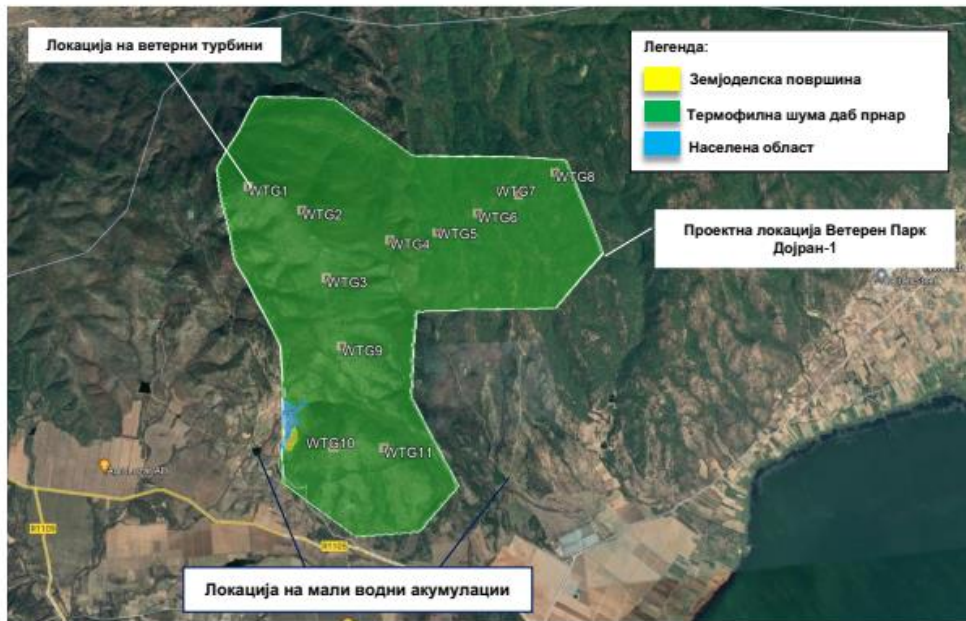 Локација на ветерни турбини
Легенда:
Земјоделска површина
Термофилна шума даб прнар
Населена област
WTG1
WTG2
WTG3
WTG4
WTG5
WTG6
WTG7
WTG8
Проектна локација Ветерен Парк
Дојран-1
WTG9
WTG10
WTG11
R1109
R1105
Локација на мали водни акумулации